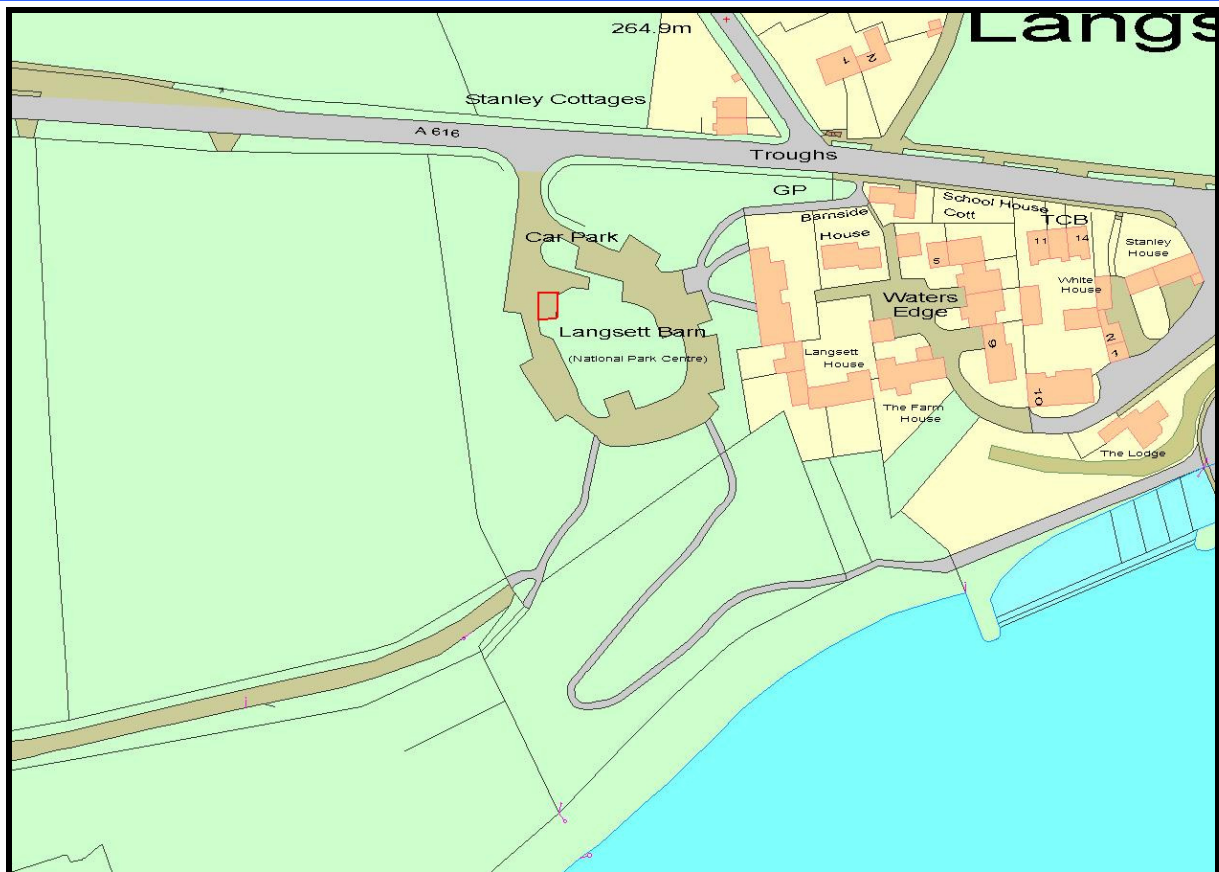 Langs
264.9m
1
2
Stanley Cottages
A 616
Troughs
GP
School House
Cott
TCB
Barnside
House
11
14
Stanley
House
Car Park
5
White
House
Waters
Edge
Langsett Barn
(National Park Centre)
Langsett
House
9
2
1
10
The Farm
House
The Lodge